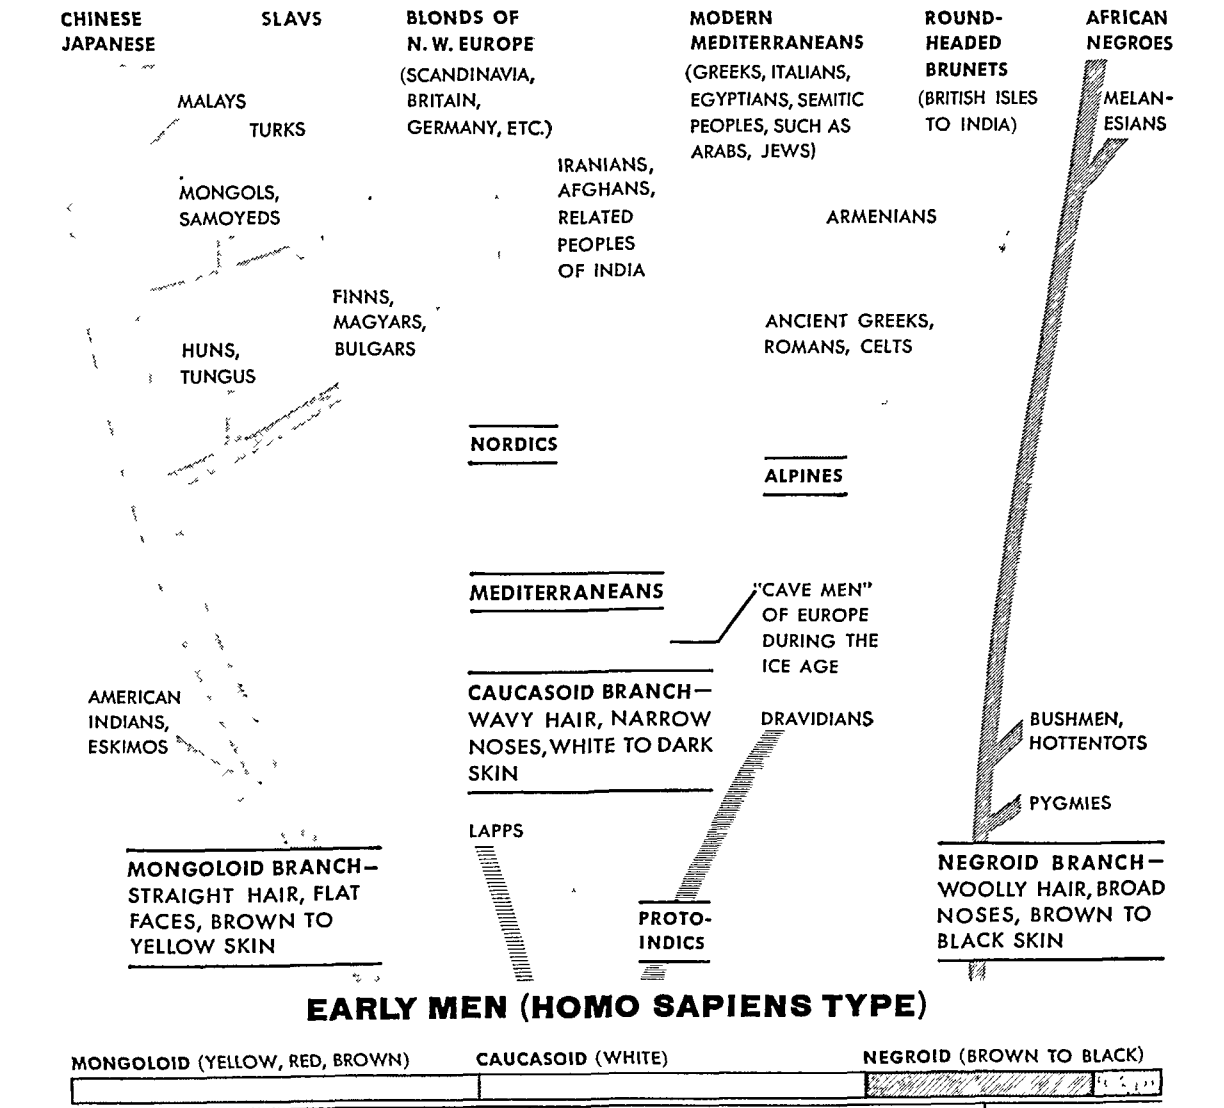 CHINESE
JAPANESE
SLAVS
BLONDS OF
N. W. EUROPE
(SCANDINAVIA,
BRITAIN,
GERMANY, ETC.)
MODERN
MEDITERRANEANS
(GREEKS, ITALIANS,
EGYPTIANS, SEMITIC
PEOPLES, SUCH AS
ARABS, JEWS)
ROUND-
HEADED
BRUNETS
(BRITISH ISLES
TO INDIA)
AFRICAN
NEGROES
MELAN-
ESIANS
MALAYS
TURKS
IRANIANS,
AFGHANS,
RELATED
PEOPLES
OF INDIA
MONGOLS,
SAMOYEDS
ARMENIANS
FINNS,
MAGYARS,
BULGARS
ANCIENT GREEKS,
ROMANS, CELTS
HUNS,
TUNGUS
NORDICS
ALPINES
MEDITERRANEANS
"CAVE MEN"
OF EUROPE
DURING THE
ICE AGE
AMERICAN
INDIANS,
ESKIMOS
CAUCASOID BRANCH—
WAVY HAIR, NARROW
NOSES, WHITE TO DARK
SKIN
DRAVIDIANS
BUSHMEN,
HOTTENTOTS
PYGMIES
LAPPS
MONGOLOID BRANCH—
STRAIGHT HAIR, FLAT
FACES, BROWN TO
YELLOW SKIN
PROTO-
INDICS
NEGROID BRANCH—
WOOLLY HAIR, BROAD
NOSES, BROWN TO
BLACK SKIN
EARLY MEN (HOMO SAPIENS TYPE)
MONGOLOID (YELLOW, RED, BROWN)
CAUCASOID (WHITE)
NEGROID (BROWN TO BLACK)